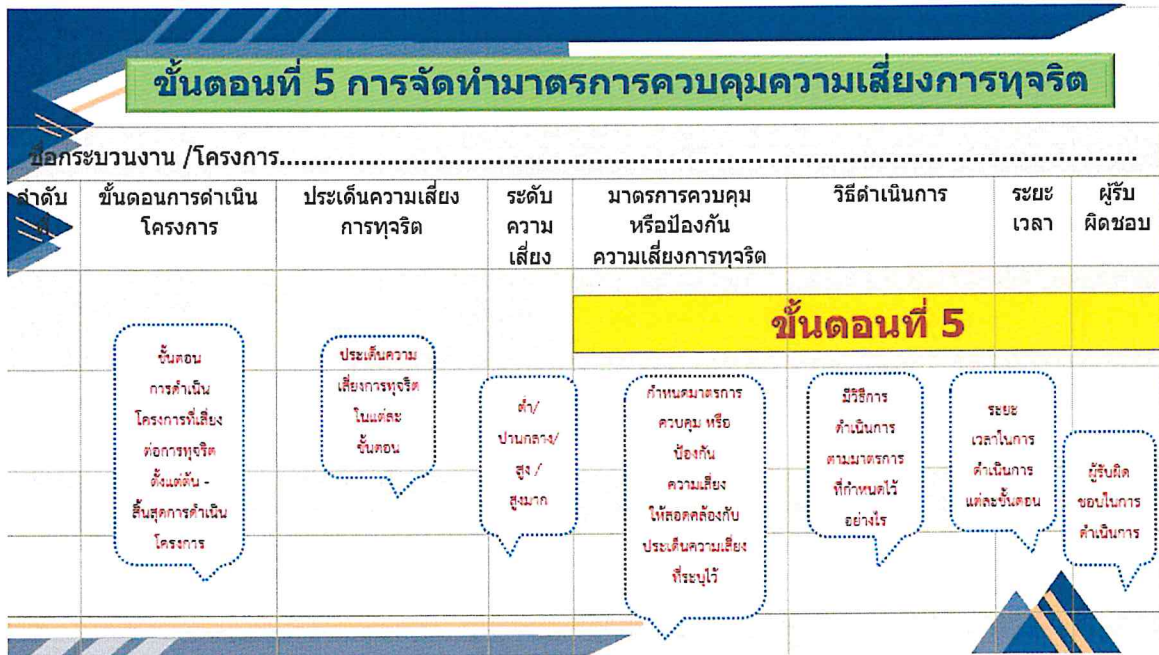 ขั้นตอนที่ 5 การจัดทำมาตรการควบคุมความเสี่ยงการทุจริต
ชื่อกระบวนงาน /โครงการ........................................................................................................................
ลำดับ
ที่
ขั้นตอนการดำเนิน
โครงการ
ประเด็นความเสี่ยง
การทุจริต
ระดับ
ความ
เสี่ยง
มาตรการควบคุม
หรือป้องกัน
ความเสี่ยงการทุจริต
วิธีดำเนินการ
ระยะ
เวลา
ผู้รับ
ผิดชอบ
ขั้นตอนที่ 5
ขั้นตอน
การดำเนิน
โครงการที่เสี่ยง
ต่อการทุจริต
ตั้งแต่ต้น -
สิ้นสุดการดำเนิน
โครงการ
ประเด็นความ
เสี่ยงการทุจริต
ในแต่ละ
ขั้นตอน
ต่ำ/
ปานกลาง/
สูง /
สูงมาก
กำหนดมาตรการ
ควบคุม หรือ
ป้องกัน
ความเสี่ยง
ให้สอดคล้องกับ
ประเด็นความเสี่ยง
ที่ระบุไว้
มีวิธีการ
ดำเนินการ
ตามมาตรการ
ที่กำหนดไว้
อย่างไร
ระยะ
เวลาในการ
ดำเนินการ
แต่ละขั้นตอน
ผู้รับผิด
ชอบในการ
ดำเนินการ